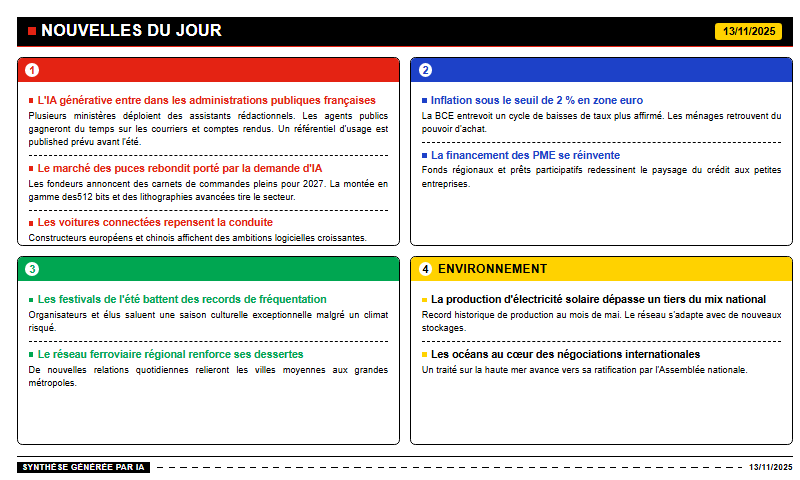 NOUVELLES DU JOUR
13/11/2025
1
L'IA générative entre dans les administrations publiques françaises
Plusieurs ministères déploient des assistants rédactionnels. Les agents publics
gagneront du temps sur les courriers et comptes rendus. Un référentiel d'usage est
published prévu avant l'été.
Le marché des puces rebondit porté par la demande d'IA
Les fondeurs annoncent des carnets de commandes pleins pour 2027. La montée en
gamme des512 bits et des lithographies avancées tire le secteur.
Les voitures connectées repensent la conduite
Constructeurs européens et chinois affichent des ambitions logicielles croissantes.
2
Inflation sous le seuil de 2 % en zone euro
La BCE entrevoit un cycle de baisses de taux plus affirmé. Les ménages retrouvent du
pouvoir d'achat.
La financement des PME se réinvente
Fonds régionaux et prêts participatifs redessinent le paysage du crédit aux petites
entreprises.
3
Les festivals de l'été battent des records de fréquentation
Organisateurs et élus saluent une saison culturelle exceptionnelle malgré un climat
risqué.
Le réseau ferroviaire régional renforce ses dessertes
De nouvelles relations quotidiennes relieront les villes moyennes aux grandes
métropoles.
4 ENVIRONNEMENT
La production d'électricité solaire dépasse un tiers du mix national
Record historique de production au mois de mai. Le réseau s'adapte avec de nouveaux
stockages.
Les océans au cœur des négociations internationales
Un traité sur la haute mer avance vers sa ratification par l'Assemblée nationale.
SYNTHÈSE GÉNÉRÉE PAR IA
13/11/2025